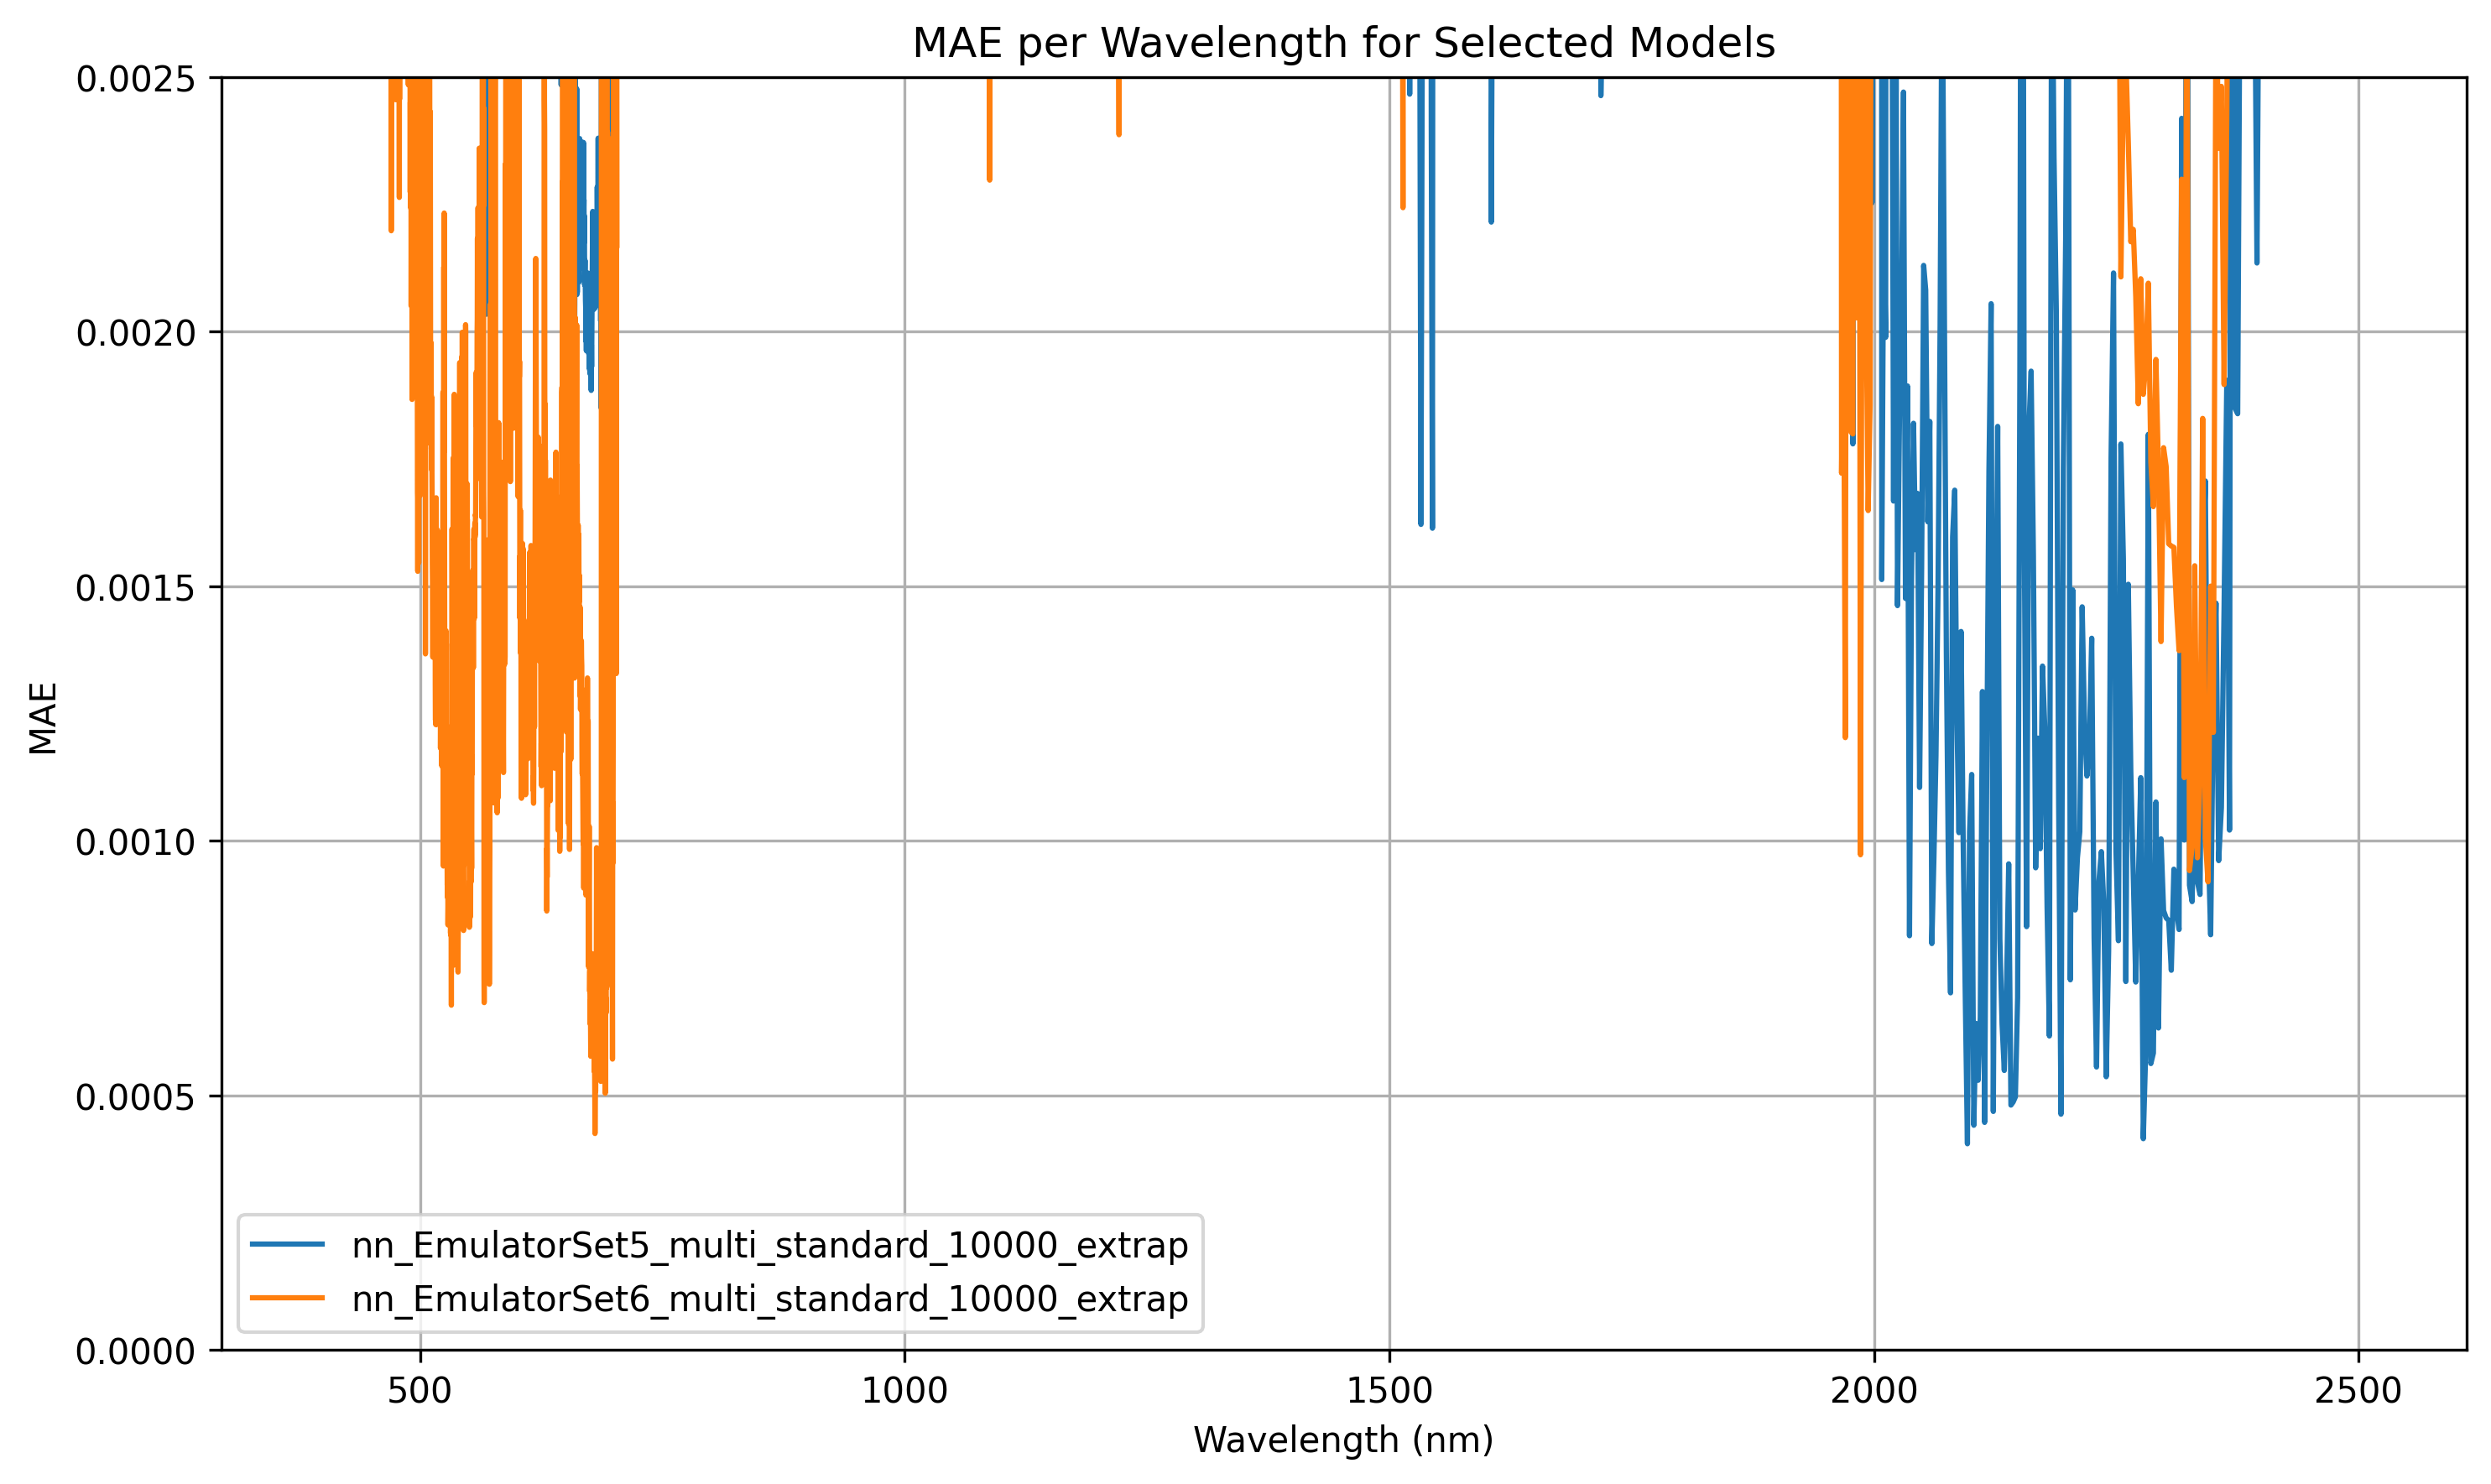 MAE per Wavelength for Selected Models
0.0025
0.0020
0.0015
0.0010
0.0005
0.0000
MAE
nn_EmulatorSet5_multi_standard_10000_extrap
nn_EmulatorSet6_multi_standard_10000_extrap
500 1000 1500 2000 2500
Wavelength (nm)